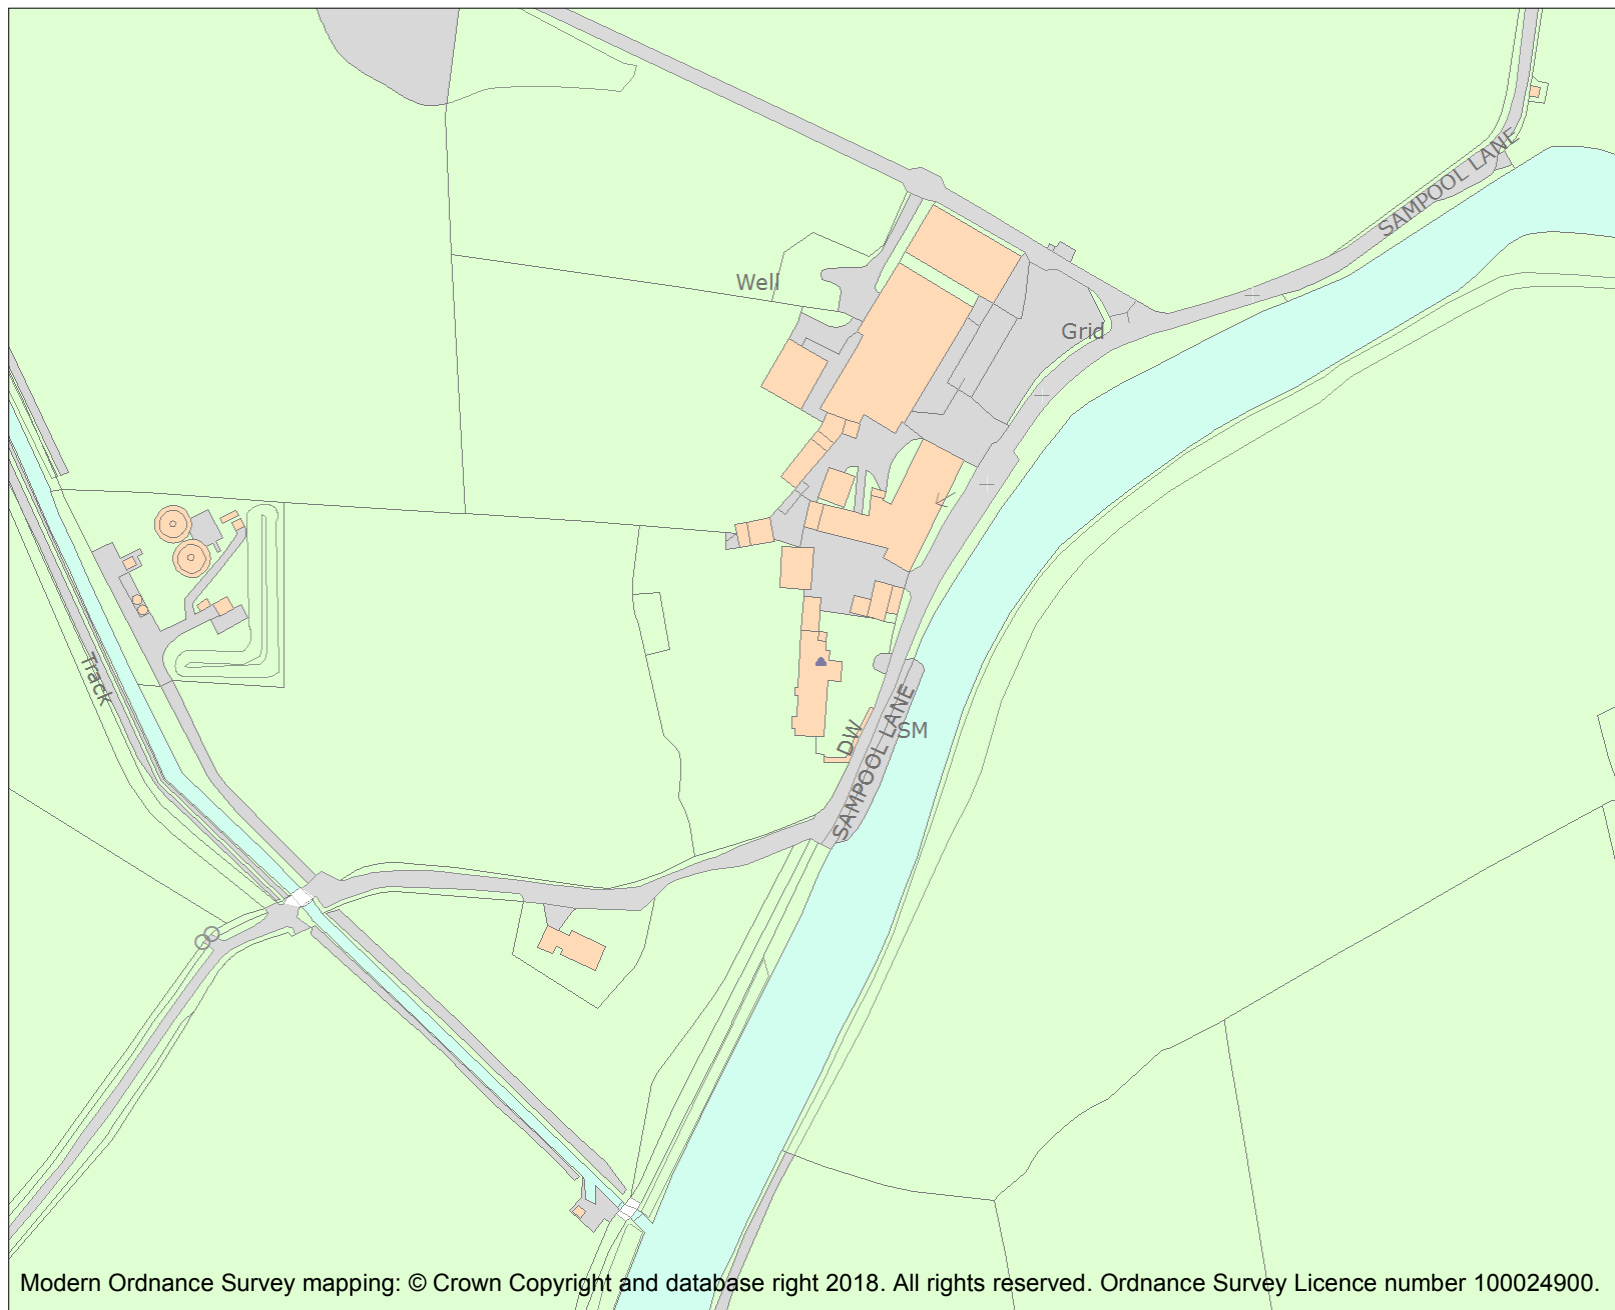 SAMPOOL LANE
Well
Grid
Track
DW
SM
SAMPOOL LANE
Modern Ordnance Survey mapping: © Crown Copyright and database right 2018. All rights reserved. Ordnance Survey Licence number 100024900.